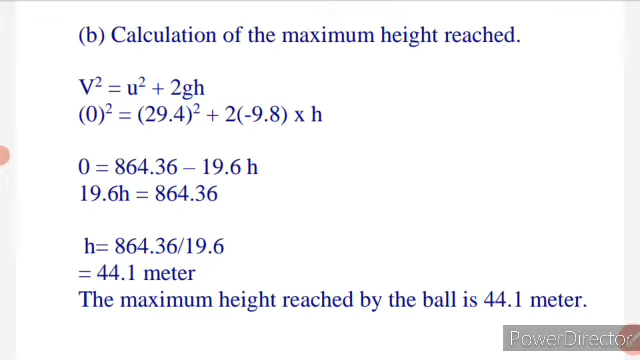 (b) Calculation of the maximum height reached.
V² = u² + 2gh
(0)² = (29.4)² + 2(-9.8) x h
0 = 864.36 – 19.6 h
19.6h = 864.36
h= 864.36/19.6
= 44.1 meter
The maximum height reached by the ball is 44.1 meter.
PowerDirector